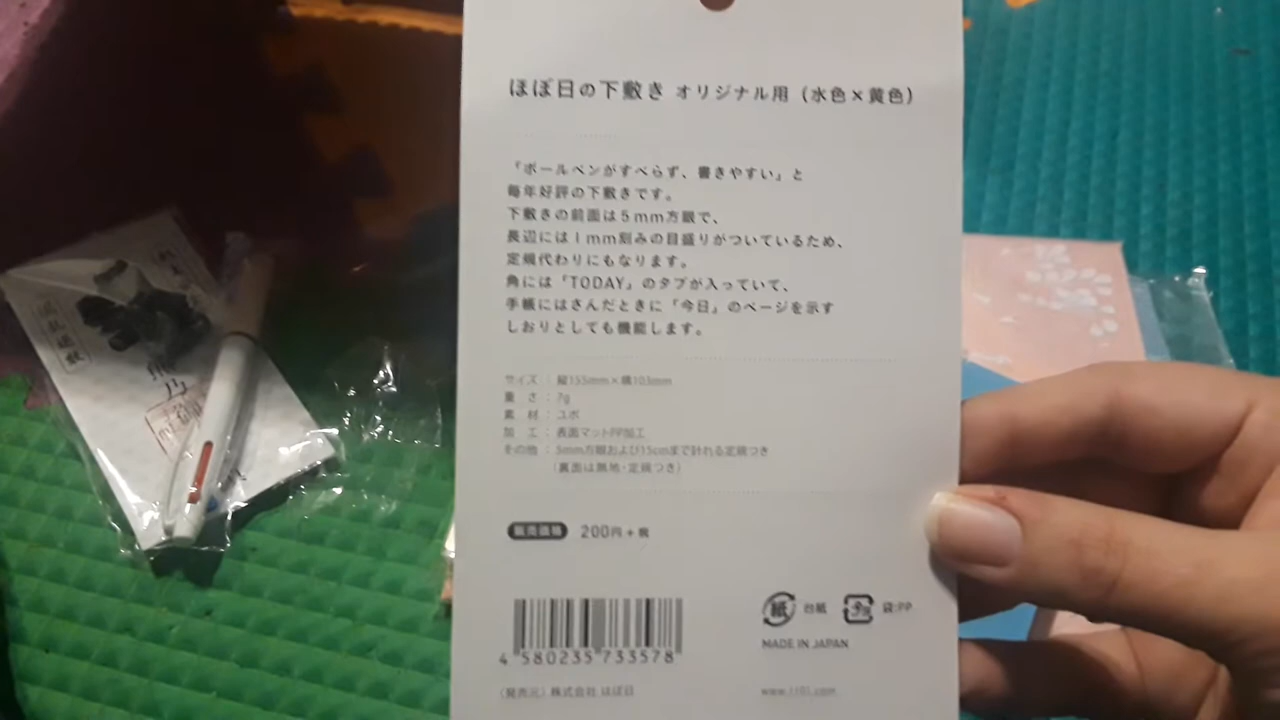 ほぼ日の下敷き オリジナル用（水色×黄色）
「ボールペンがすべらず、書きやすい」と
毎年好評の下敷きです。
下敷きの前面は5mm方眼で、
長辺には1mm刻みの目盛りがついているため、
定規代わりにもなります。
角には「TODAY」のタブが入っていて、
手帳にはさんだときに「今日」のページを示す
しおりとしても機能します。
サイズ：縦155mm×横103mm
重さ：7g
素材：ユポ
加工：表面マットPP加工
その他：5mm方眼および15cmまで計れる定規つき
（裏面は無地・定規つき）
販売価格 200円＋税
紙 台紙 プラ 袋:PP
MADE IN JAPAN
4 580235 733578
〈発売元〉株式会社 ほぼ日
www.1101.com